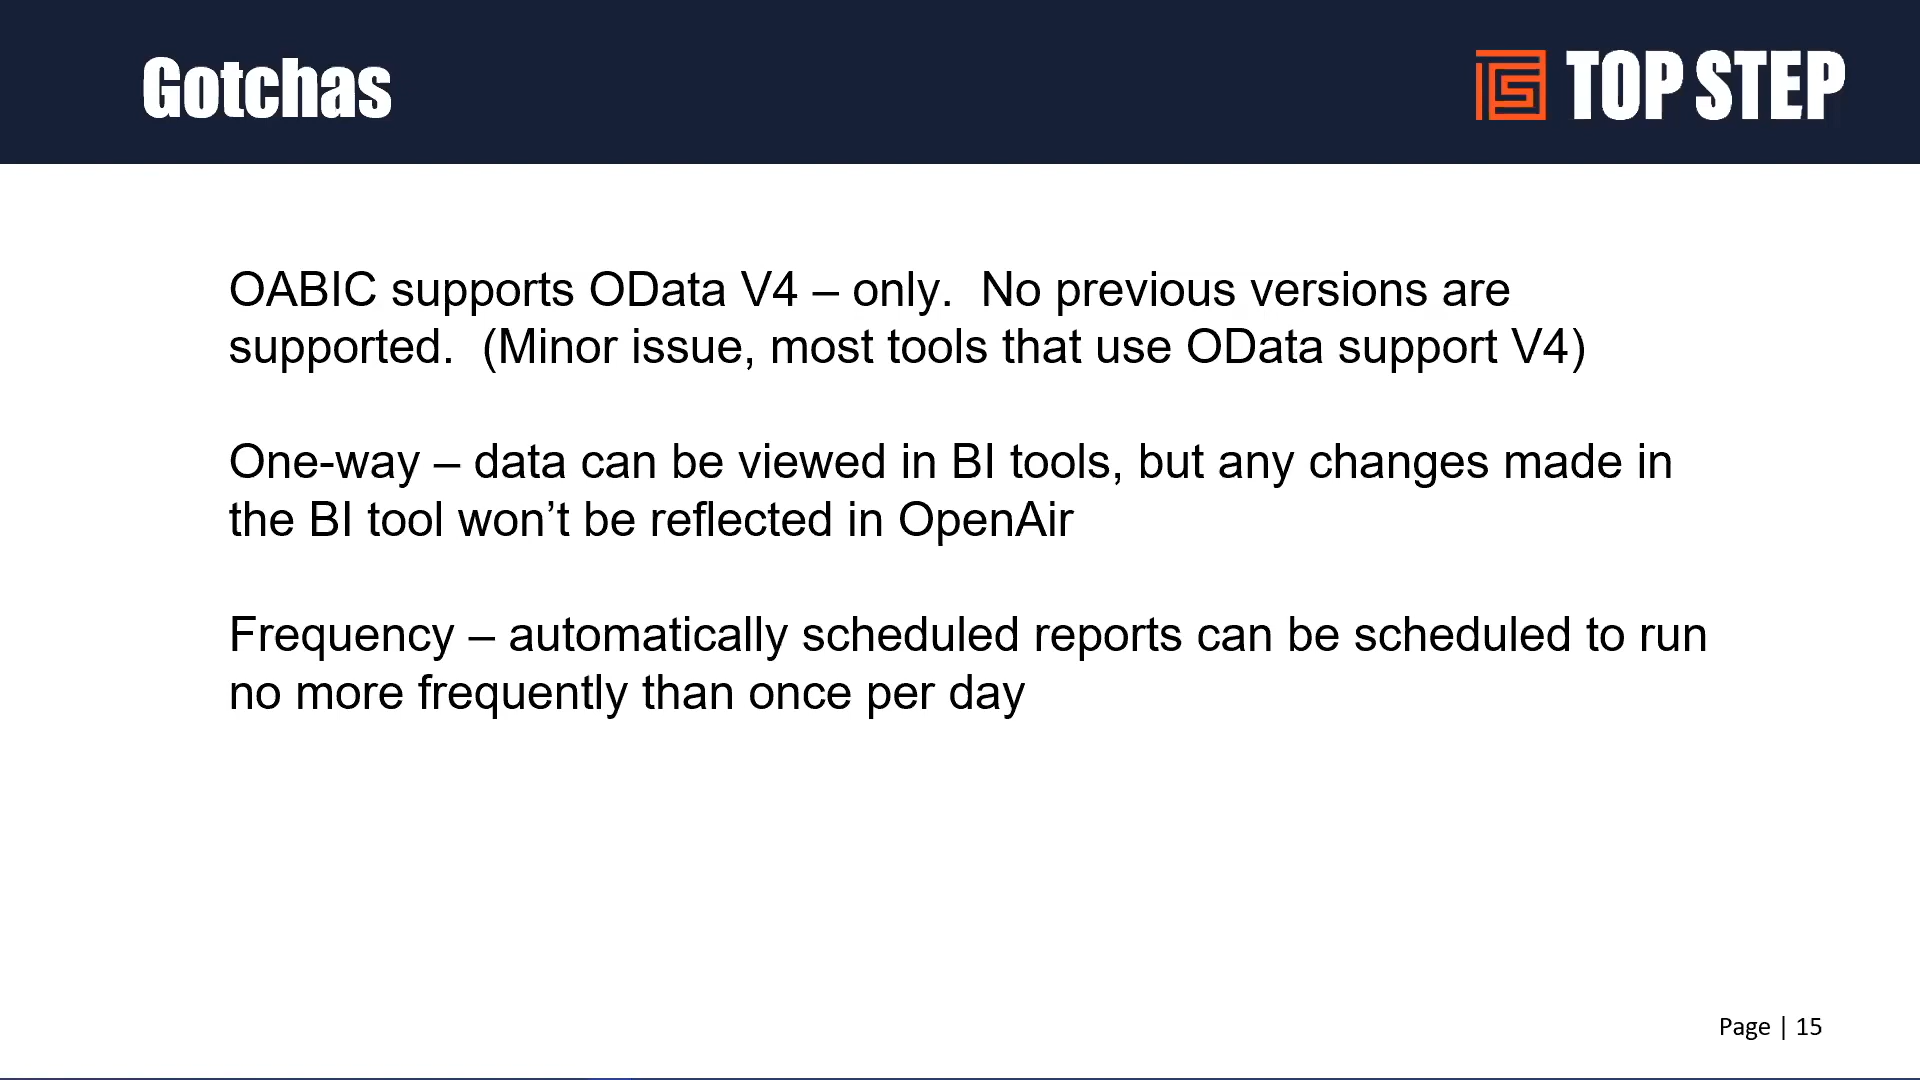 Gotchas
TOP STEP
OABIC supports OData V4 – only.  No previous versions are
supported.  (Minor issue, most tools that use OData support V4)
One-way – data can be viewed in BI tools, but any changes made in
the BI tool won’t be reflected in OpenAir
Frequency – automatically scheduled reports can be scheduled to run
no more frequently than once per day
Page | 15